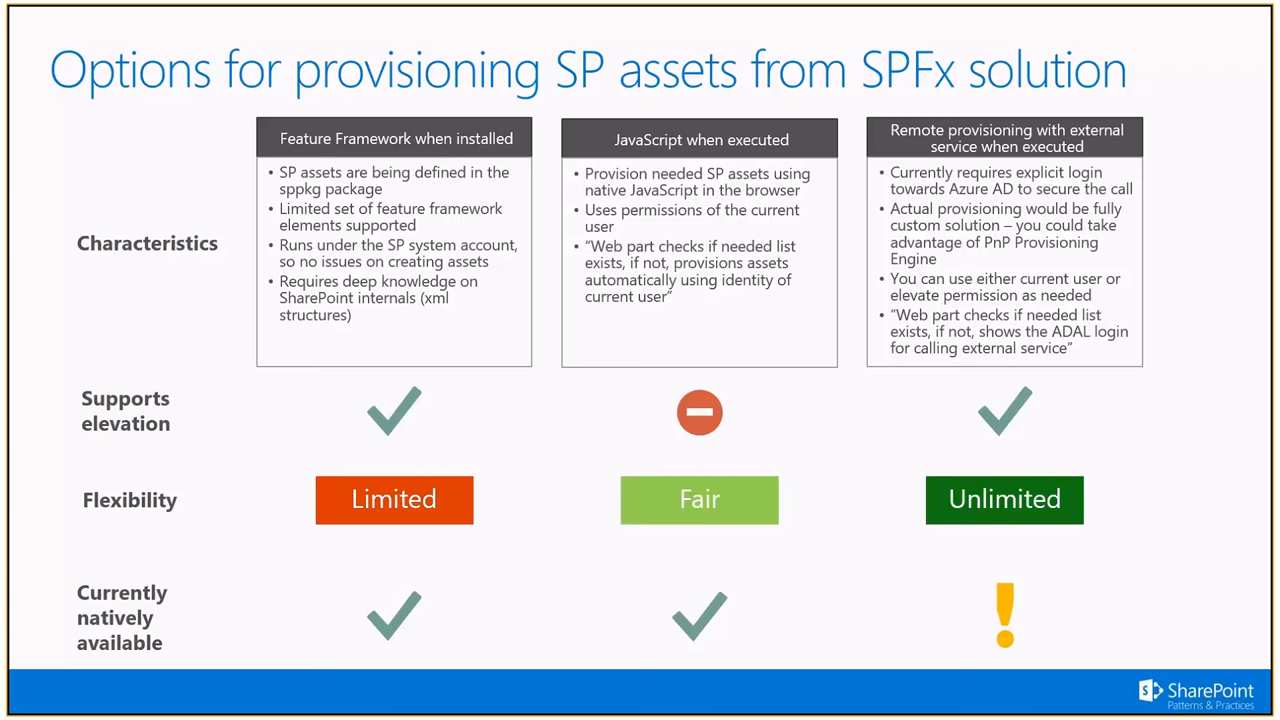 Options for provisioning SP assets from SPFx solution
Feature Framework when installed
JavaScript when executed
Remote provisioning with external
service when executed
Characteristics
• SP assets are being defined in the
sppkg package
• Limited set of feature framework
elements supported
• Runs under the SP system account,
so no issues on creating assets
• Requires deep knowledge on
SharePoint internals (xml
structures)
• Provision needed SP assets using
native JavaScript in the browser
• Uses permissions of the current
user
• “Web part checks if needed list
exists, if not, provisions assets
automatically using identity of
current user”
• Currently requires explicit login
towards Azure AD to secure the call
• Actual provisioning would be fully
custom solution – you could take
advantage of PnP Provisioning
Engine
• You can use either current user or
elevate permission as needed
• “Web part checks if needed list
exists, if not, shows the ADAL login
for calling external service”
Supports
elevation
Flexibility
Limited
Fair
Unlimited
Currently
natively
available
S
SharePoint
Patterns & Practices